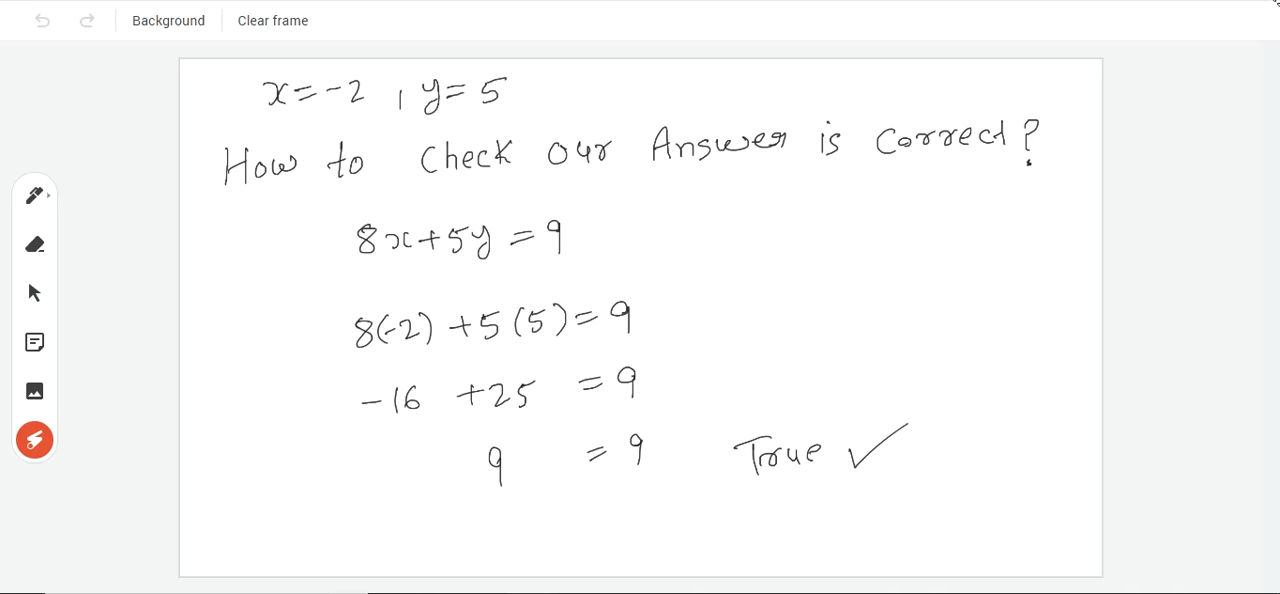 Background Clear frame
x=-2 , y=5
How to Check our Answer is Correct?
8x+5y=9
8(-2)+5(5)=9
-16 +25 =9
9 =9 True ✓